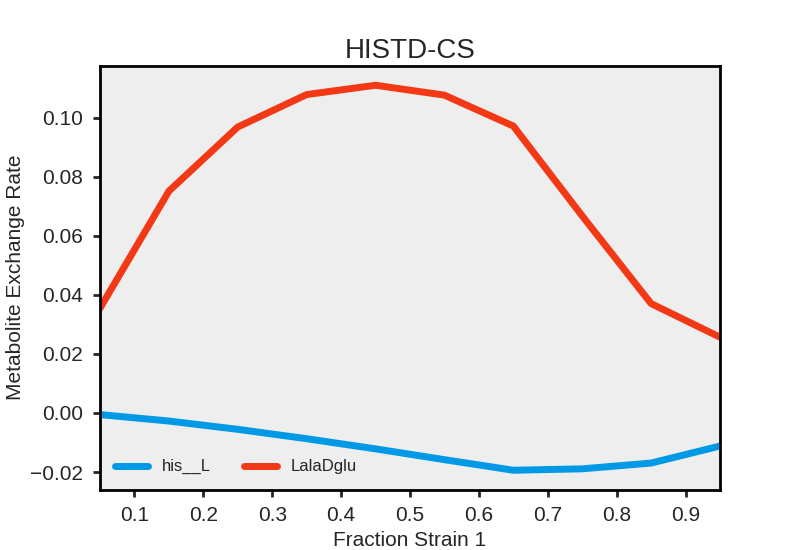 HISTD-CS
Metabolite Exchange Rate
0.10
0.08
0.06
0.04
0.02
0.00
−0.02
his__L LalaDglu
0.1 0.2 0.3 0.4 0.5 0.6 0.7 0.8 0.9
Fraction Strain 1